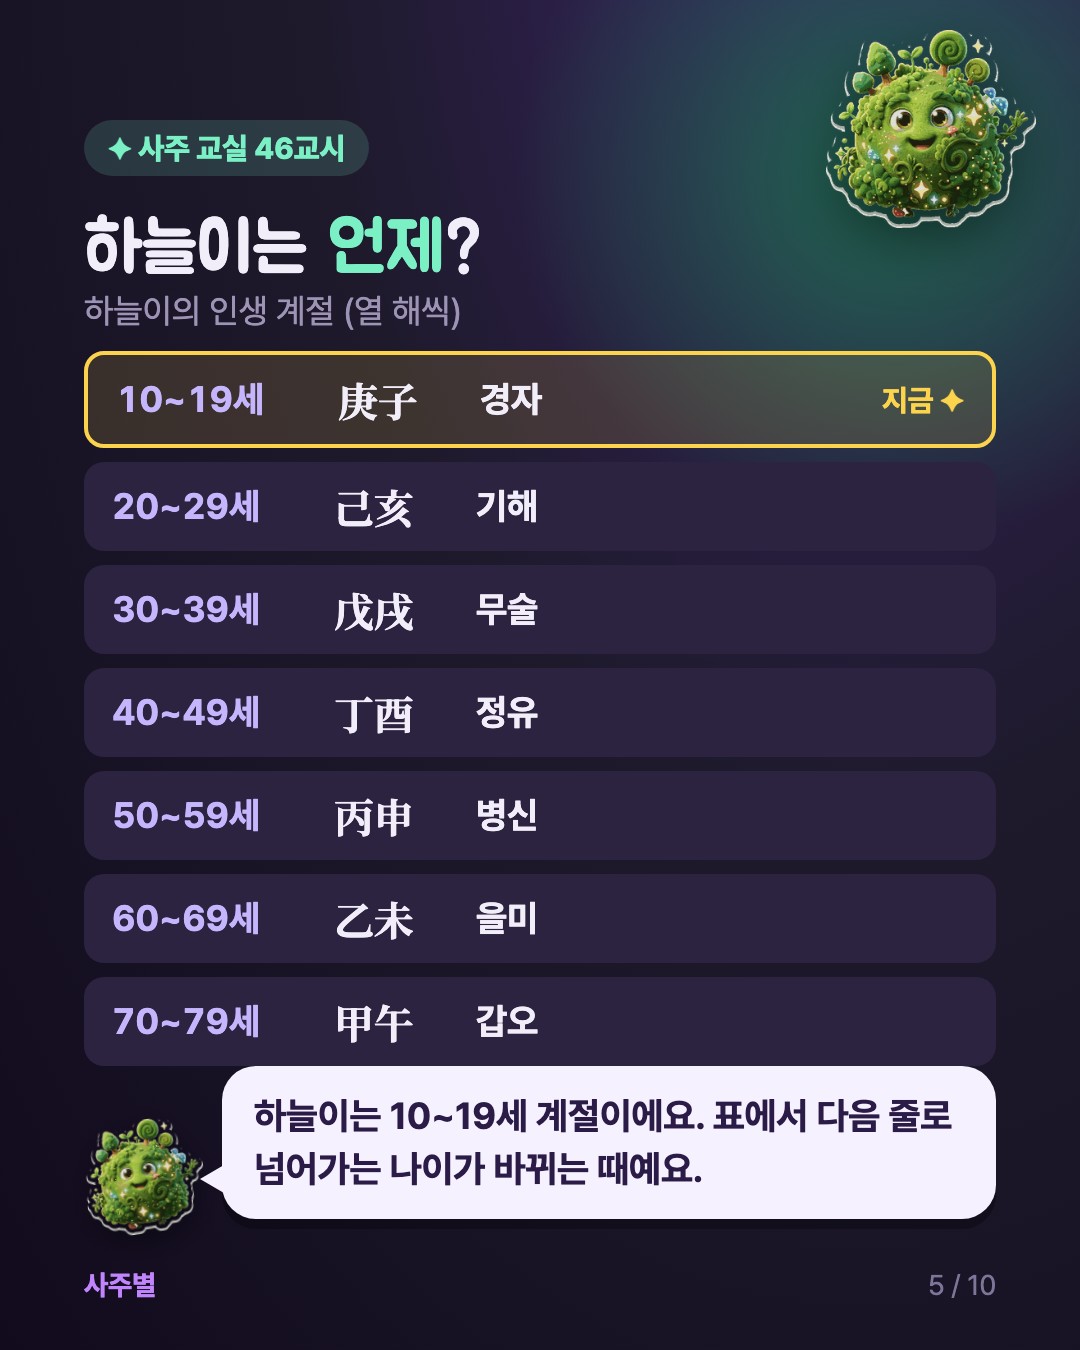 ✦ 사주 교실 46교시
하늘이는 언제?
하늘이의 인생 계절 (열 해씩)
10~19세 庚子 경자 지금 ✦
20~29세 己亥 기해
30~39세 戊戌 무술
40~49세 丁酉 정유
50~59세 丙申 병신
60~69세 乙未 을미
70~79세 甲午 갑오
하늘이는 10~19세 계절이에요. 표에서 다음 줄로
넘어가는 나이가 바뀌는 때예요.
사주별
5 / 10